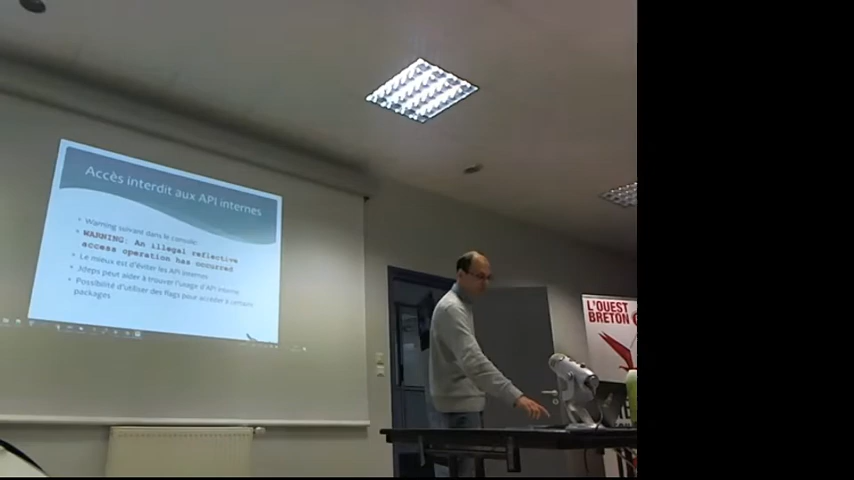 Accès interdit aux API internes
Warning suivant dans le console:
WARNING: An illegal reflective
access operation has occurred
Le mieux est d'éviter les API internes
Jdeps peut aider à trouver l'usage d'API interne
Possibilité d'utiliser des flags pour accéder à certains
packages
L'OUEST
BRETON